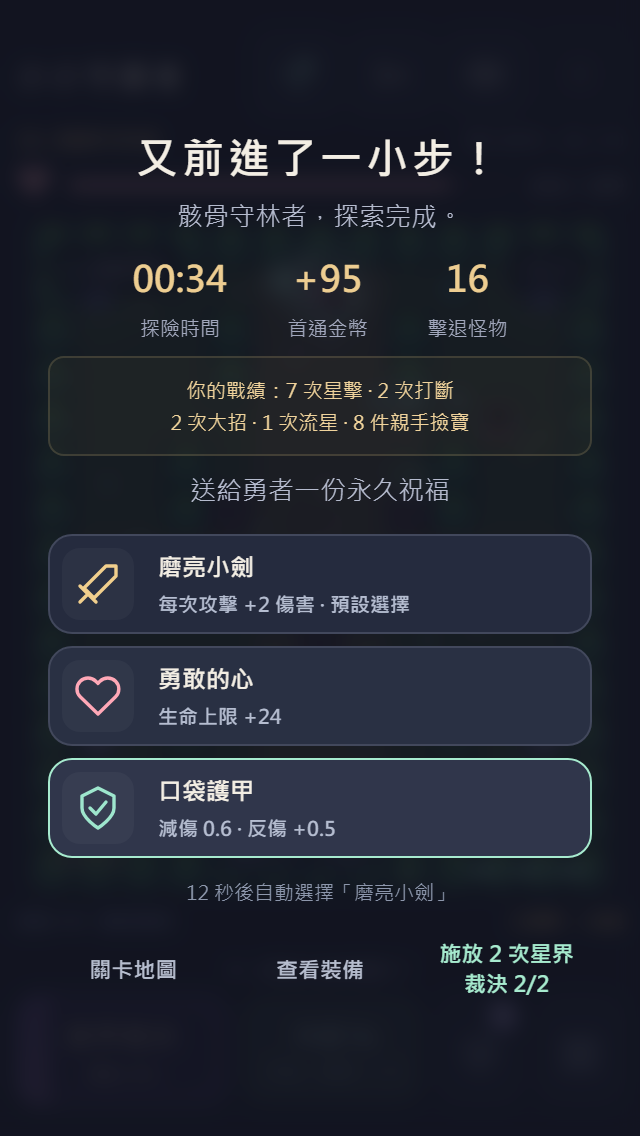 又前進了一小步！
骸骨守林者，探索完成。
00:34 +95 16
探險時間 首通金幣 擊退怪物
你的戰績：7 次星擊 · 2 次打斷
2 次大招 · 1 次流星 · 8 件親手撿寶
送給勇者一份永久祝福
磨亮小劍
每次攻擊 +2 傷害 · 預設選擇
勇敢的心
生命上限 +24
口袋護甲
減傷 0.6 · 反傷 +0.5
12 秒後自動選擇「磨亮小劍」
關卡地圖 查看裝備 施放 2 次星界
裁決 2/2